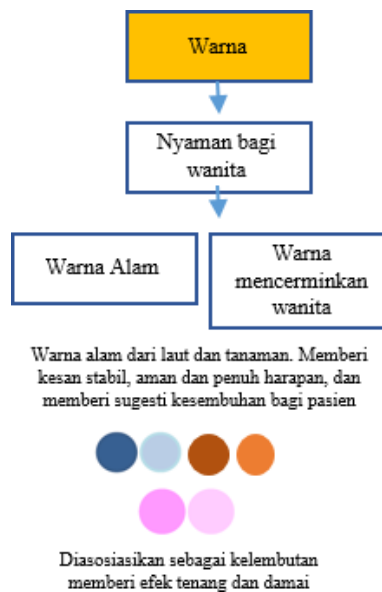 Warna
Nyaman bagi
wanita
Warna Alam
Warna
mencerminkan
wanita
Warna alam dari laut dan tanaman. Memberi
kesan stabil, aman dan penuh harapan, dan
memberi sugesti kesembuhan bagi pasien
Diasosiasikan sebagai kelembutan
memberi efek tenang dan damai